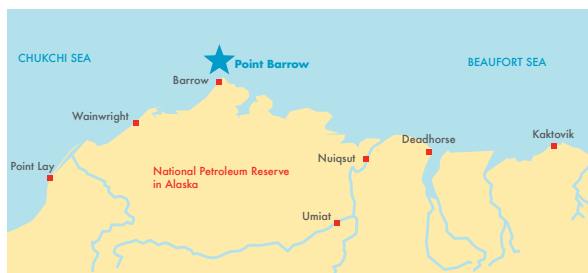 CHUKCHI SEA
Point Barrow
BEAUFORT SEA
Barrow
Wainwright
Kaktovik
Deadhorse
Nuiqsut
Point Lay
National Petroleum Reserve
in Alaska
Umiat